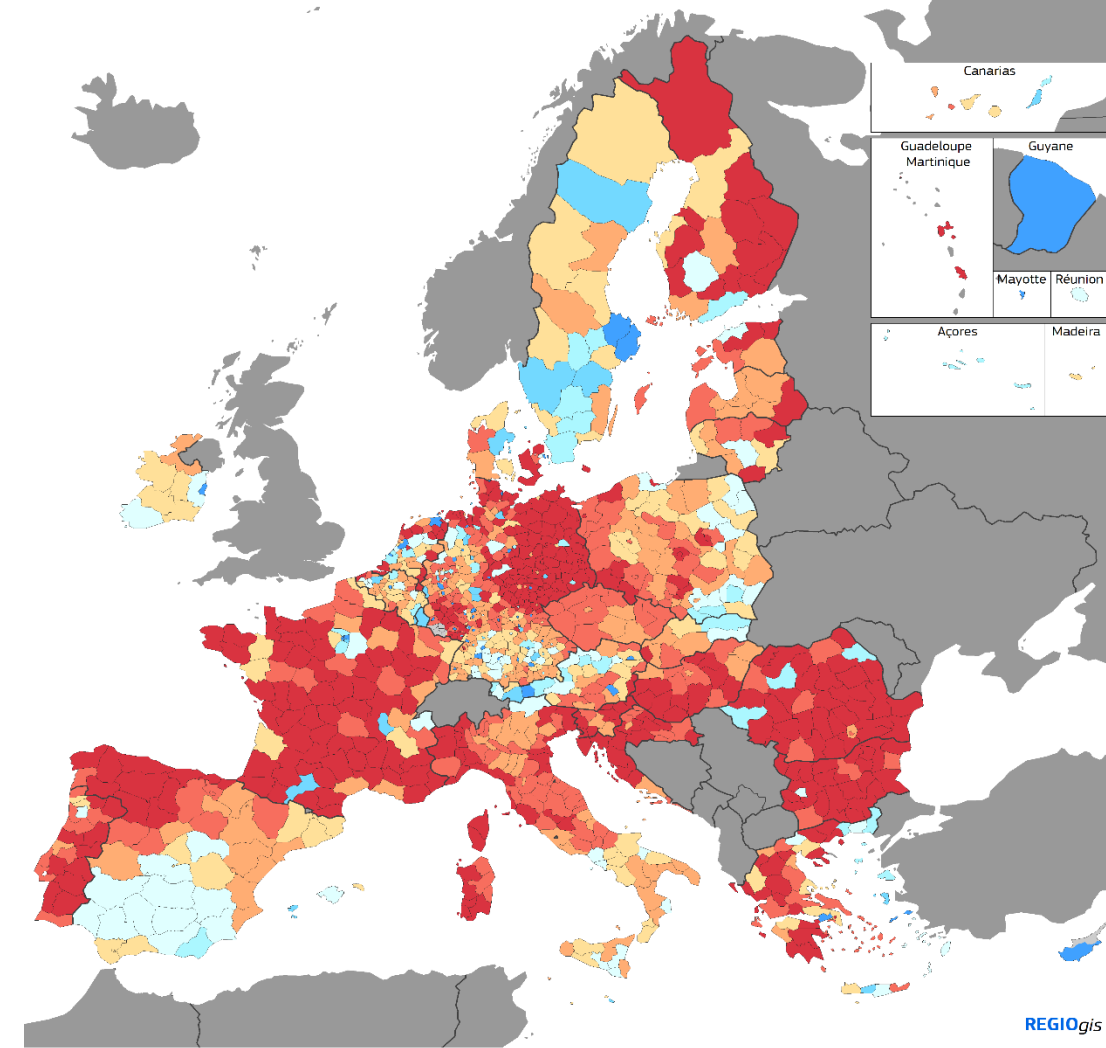 Canarias
Guadeloupe
Martinique
Guyane
Mayotte
Réunion
Açores
Madeira
REGIOgis